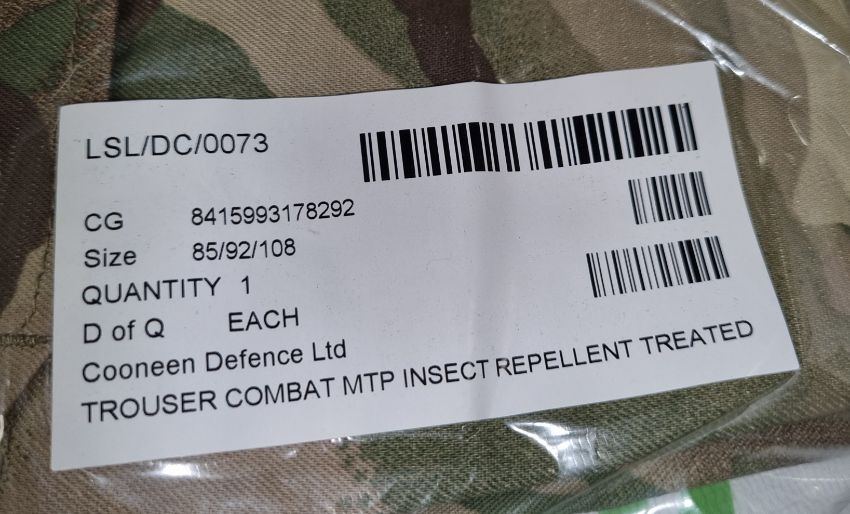 LSL/DC/0073
CG 8415993178292
Size 85/92/108
QUANTITY 1
D of Q EACH
Cooneen Defence Ltd
TROUSER COMBAT MTP INSECT REPELLENT TREATED